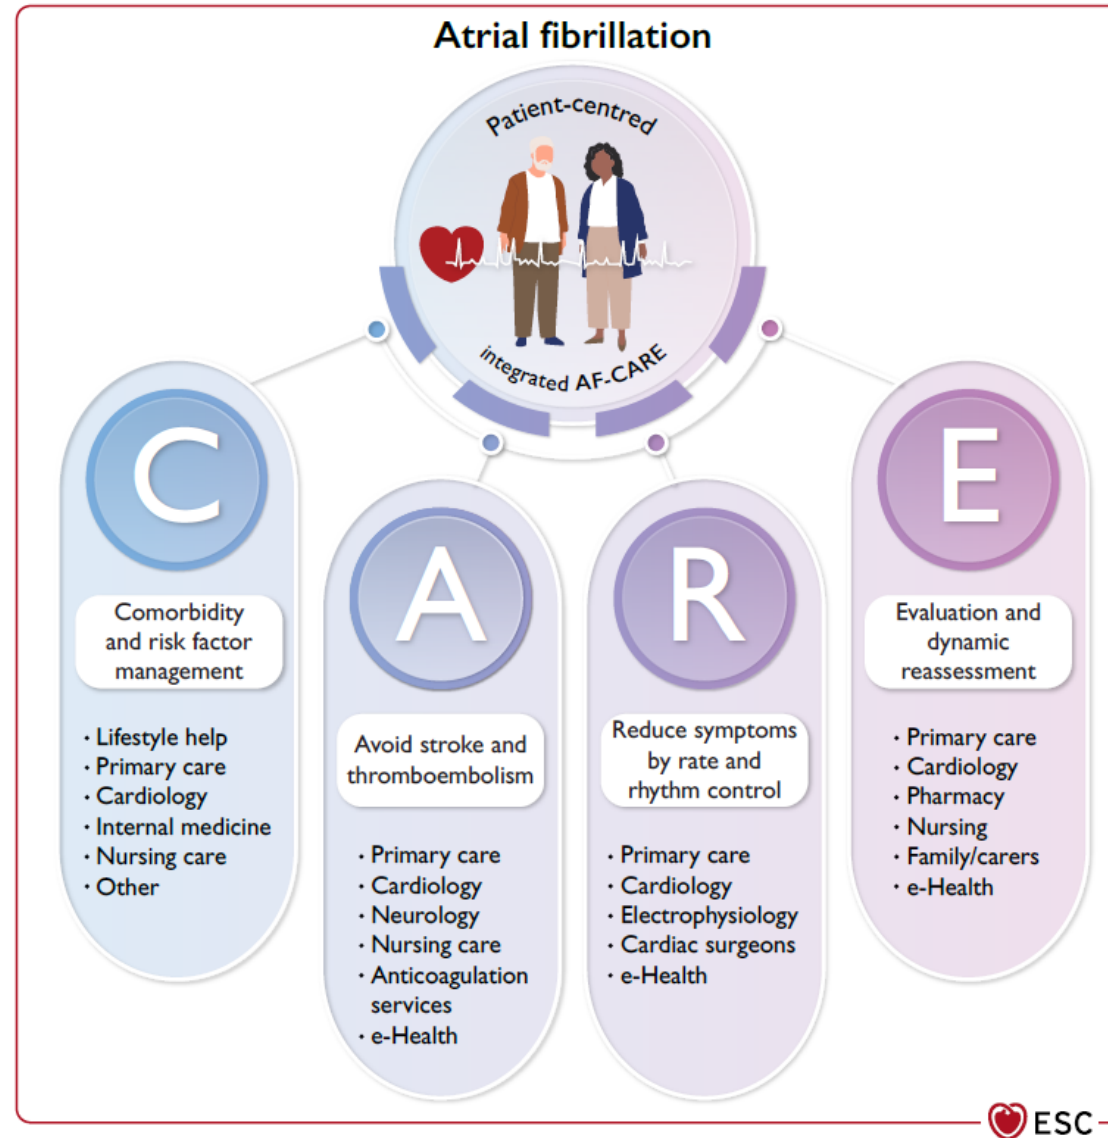 Atrial fibrillation
Patient-centred
integrated AF-CARE
C
Comorbidity
and risk factor
management
· Lifestyle help
· Primary care
· Cardiology
· Internal medicine
· Nursing care
· Other
A
Avoid stroke and
thromboembolism
· Primary care
· Cardiology
· Neurology
· Nursing care
· Anticoagulation
services
· e-Health
R
Reduce symptoms
by rate and
rhythm control
· Primary care
· Cardiology
· Electrophysiology
· Cardiac surgeons
· e-Health
E
Evaluation and
dynamic
reassessment
· Primary care
· Cardiology
· Pharmacy
· Nursing
· Family/carers
· e-Health
ESC